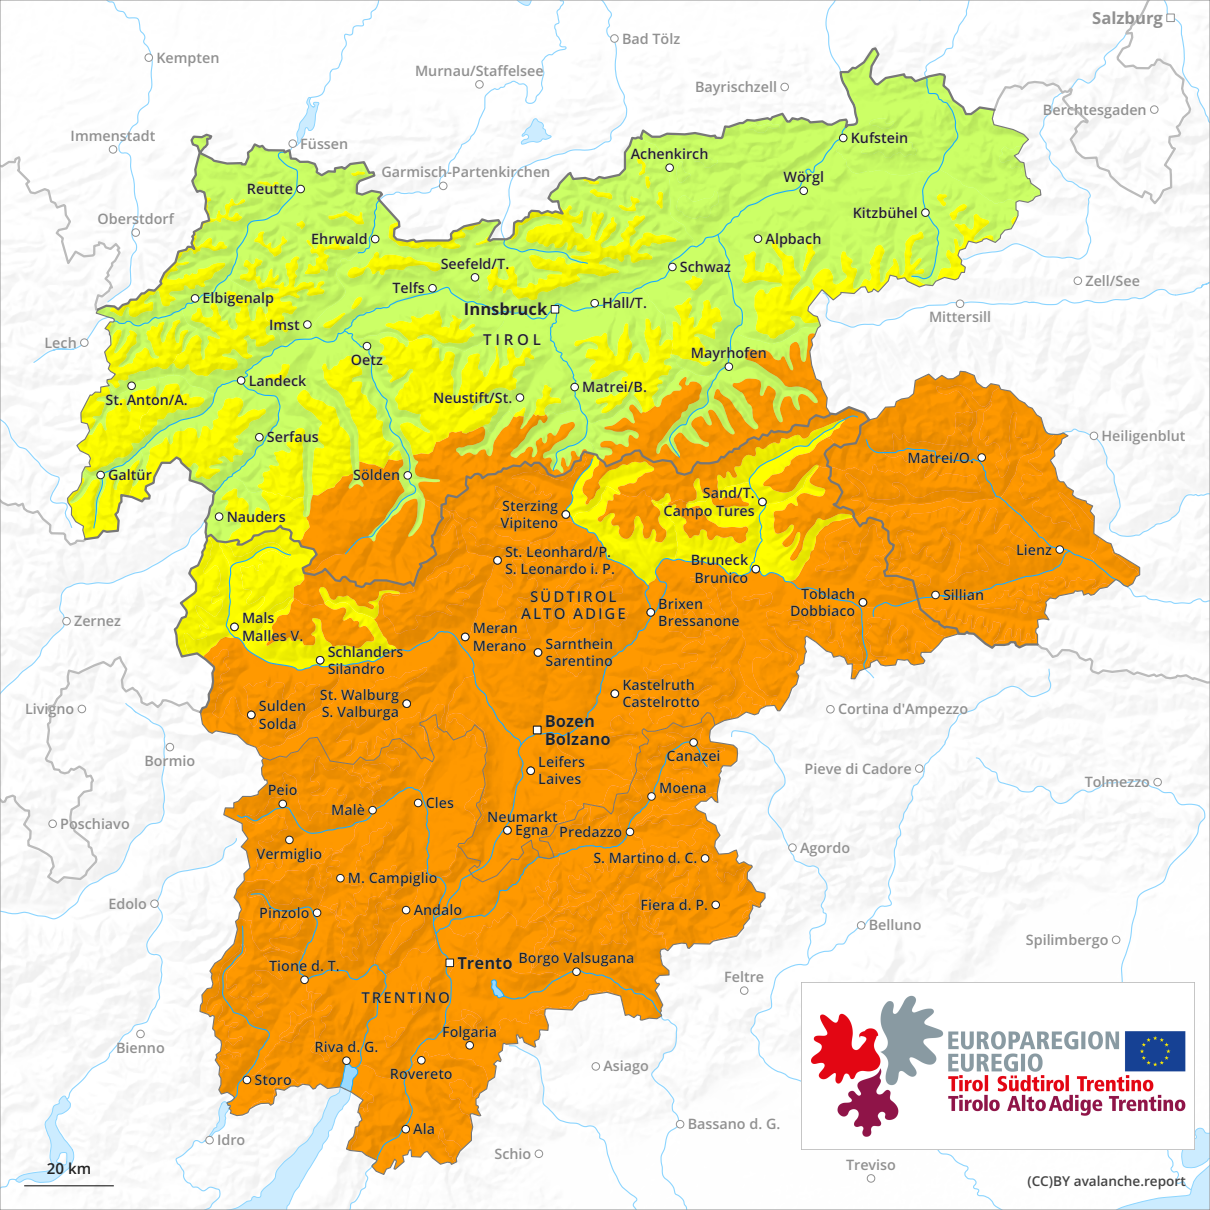 Salzburg
Bad Tölz
Kempten
Murnau/Staffelsee
Bayrischzell
Berchtesgaden
Immenstadt
Füssen
Kufstein
Achenkirch
Garmisch-Partenkirchen
Wörgl
Reutte
Oberstdorf
Kitzbühel
Ehrwald
Alpbach
Seefeld/T.
Schwaz
Zell/See
Telfs
Elbigenalp
Innsbruck
Hall/T.
Mittersill
Imst
TIROL
Lech
Oetz
Mayrhofen
Landeck
Matrei/B.
St. Anton/A.
Neustift/St.
Serfaus
Heiligenblut
Matrei/O.
Galtür
Sölden
Sand/T.
Campo Tures
Sterzing
Vipiteno
Nauders
St. Leonhard/P.
S. Leonardo i. P.
Bruneck
Brunico
Lienz
SÜDTIROL
ALTO ADIGE
Toblach
Dobbiaco
Sillian
Brixen
Bressanone
Zernez
Mals
Malles V.
Meran
Merano
Sarnthein
Sarentino
Schlanders
Silandro
Kastelruth
Castelrotto
St. Walburg
S. Valburga
Livigno
Sulden
Solda
Cortina d'Ampezzo
Bozen
Bolzano
Bormio
Canazei
Leifers
Laives
Pieve di Cadore
Tolmezzo
Peio
Moena
Malè
Cles
Poschiavo
Neumarkt
Egna
Predazzo
Vermiglio
S. Martino d. C.
Agordo
M. Campiglio
Edolo
Pinzolo
Andalo
Fiera d. P.
Belluno
Spilimbergo
Tione d. T.
Trento
Borgo Valsugana
Feltre
TRENTINO
Folgaria
Bienno
Riva d. G.
Rovereto
Asiago
Storo
EUROPAREGION
EUREGIO
Tirol Südtirol Trentino
Tirolo Alto Adige Trentino
Ala
Bassano d. G.
Idro
Schio
Treviso
20 km
(CC)BY avalanche.report